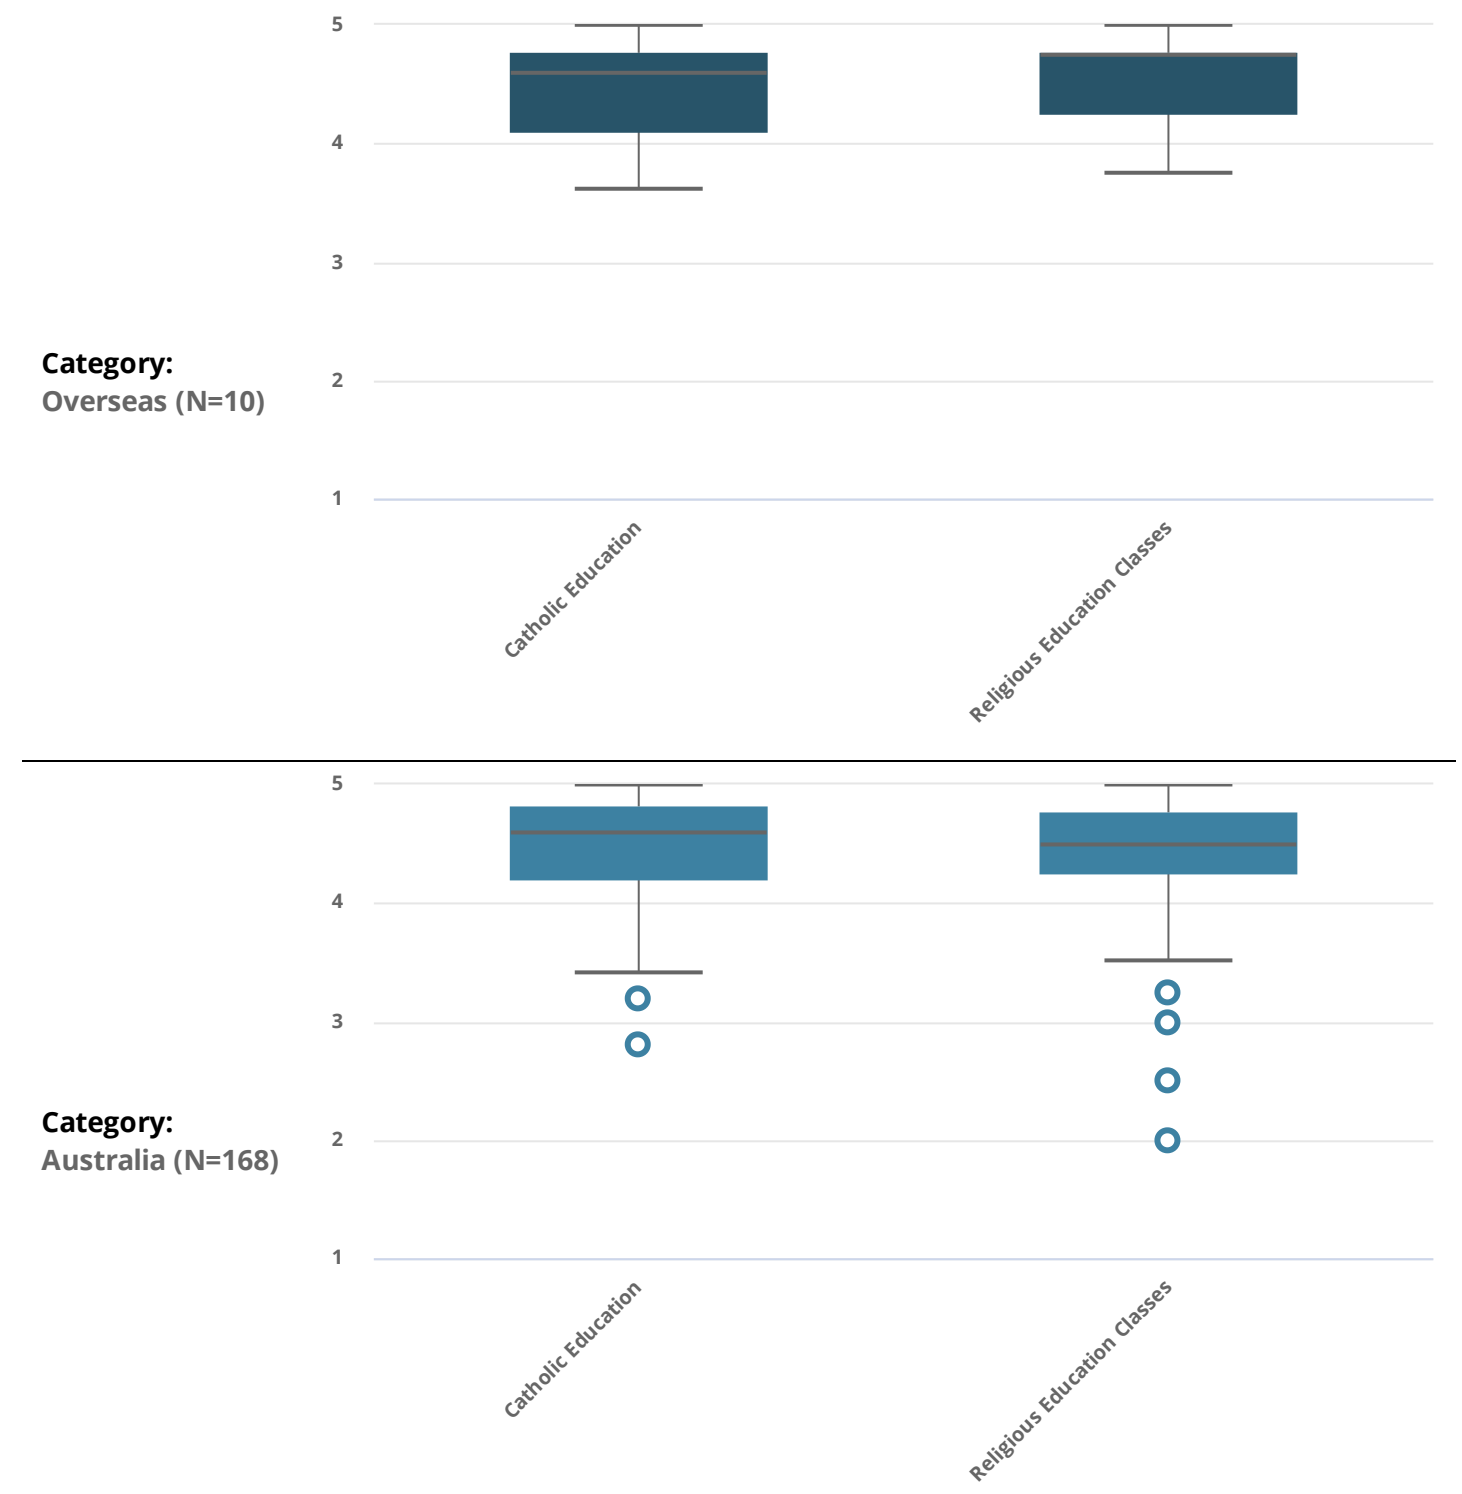 5
4
3
2
1
Category:
Overseas (N=10)
Catholic Education
Religious Education Classes
5
4
3
2
1
Category:
Australia (N=168)
Catholic Education
Religious Education Classes